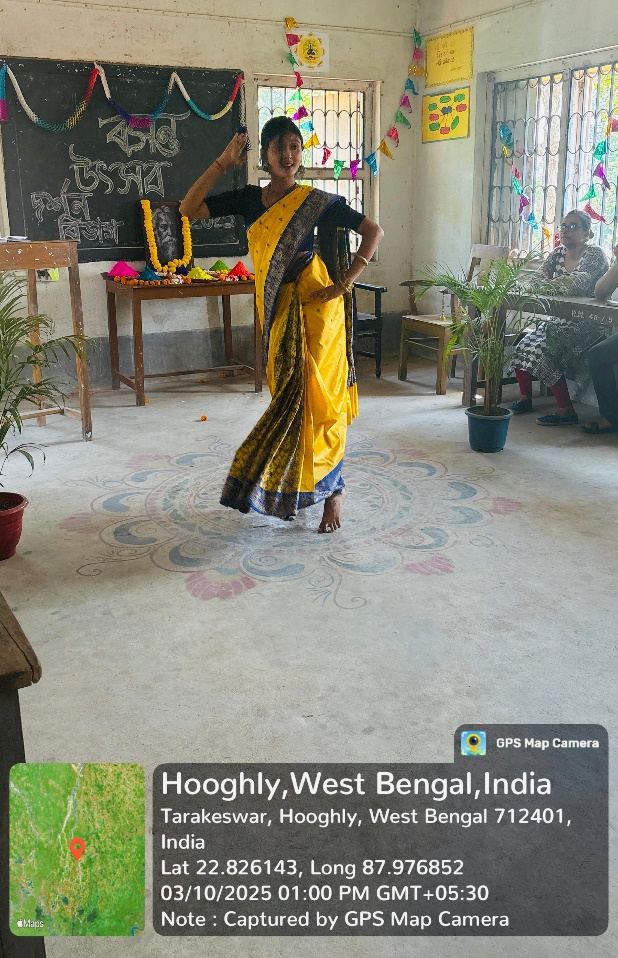 বসন্ত
উৎসব
দর্শন
বিভাগ
GPS Map Camera
Hooghly,West Bengal,India
Tarakeswar, Hooghly, West Bengal 712401,
India
Lat 22.826143, Long 87.976852
03/10/2025 01:00 PM GMT+05:30
Note : Captured by GPS Map Camera
Maps